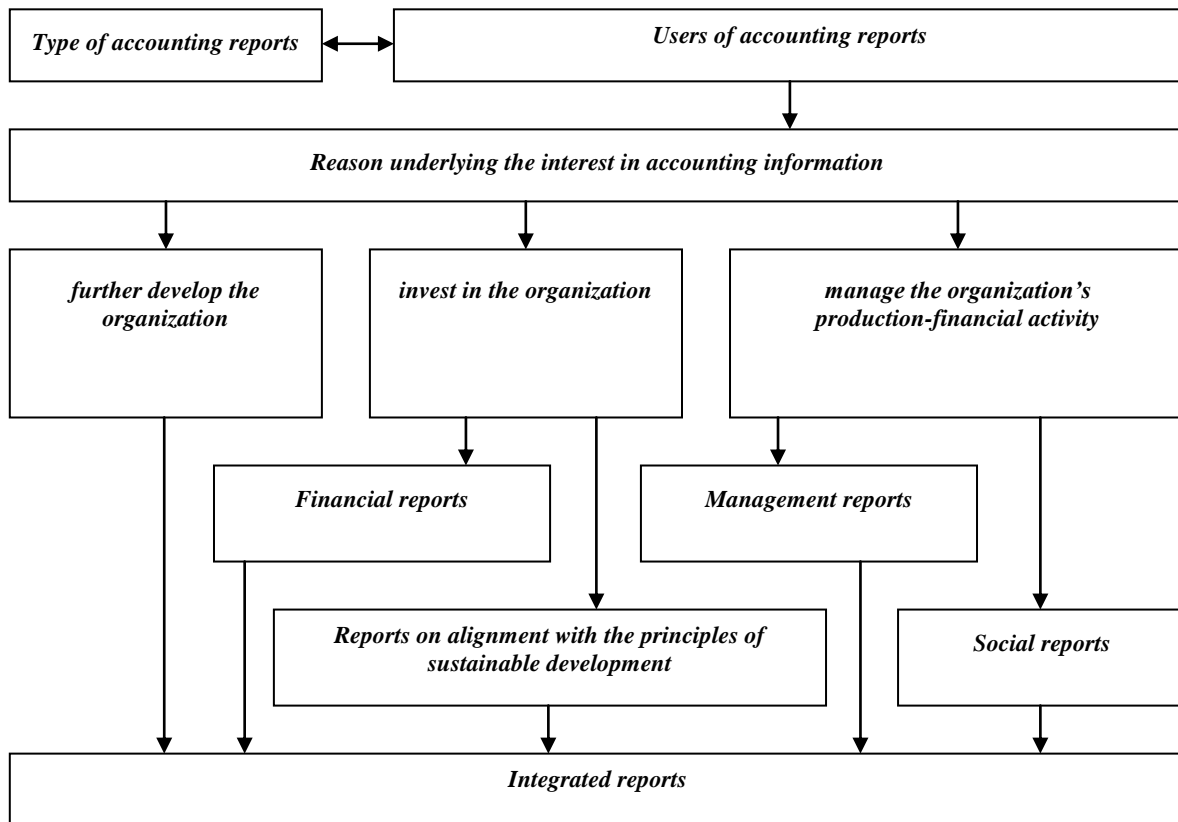 Type of accounting reports
Users of accounting reports
Reason underlying the interest in accounting information
further develop the
organization
invest in the organization
manage the organization’s
production-financial activity
Financial reports
Management reports
Reports on alignment with the principles of
sustainable development
Social reports
Integrated reports